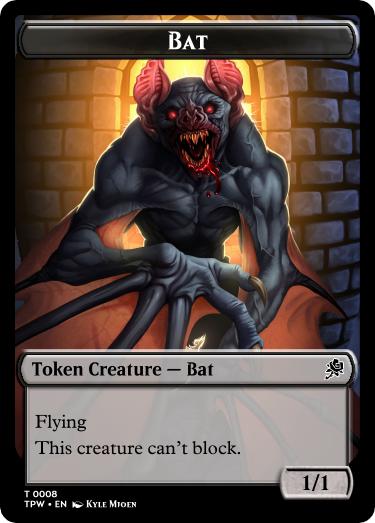 Bat
Token Creature — Bat
Flying
This creature can't block.
1/1
T 0008
TPW • EN Kyle Mioen